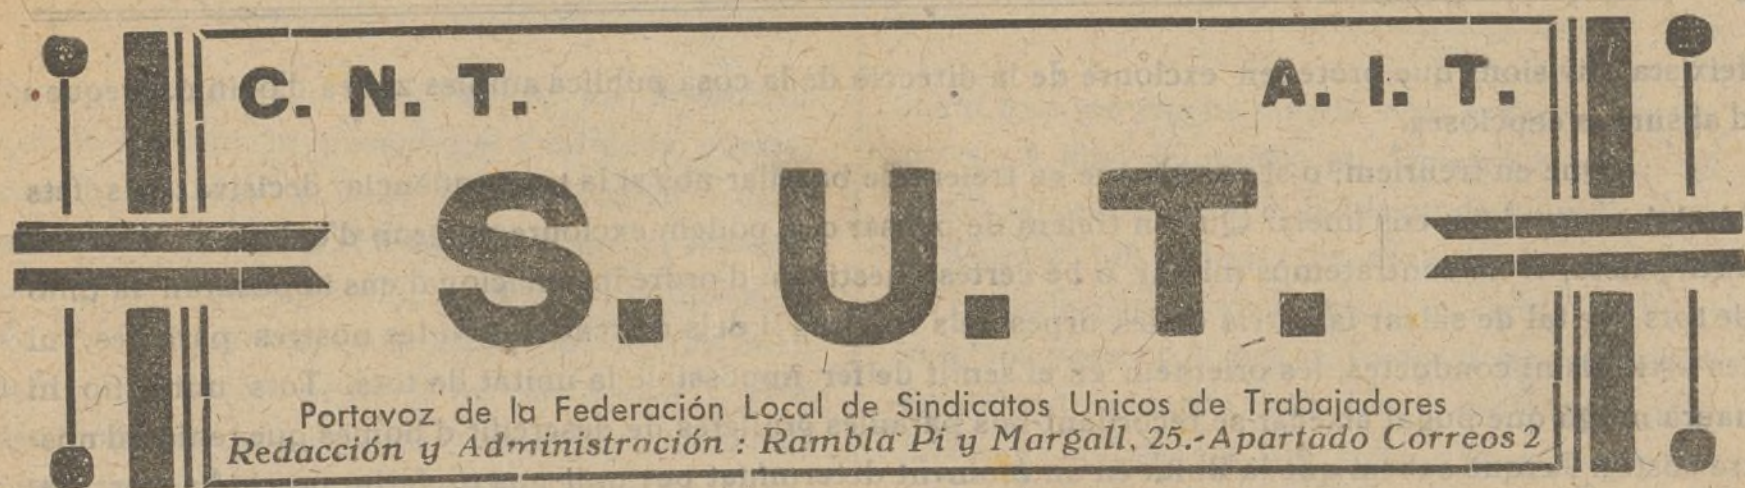 C. N. T. A. I. T.
S. U. T.
Portavoz de la Federación Local de Sindicatos Unicos de Trabajadores
Redacción y Administración : Rambla Pi y Margall, 25.-Apartado Correos 2